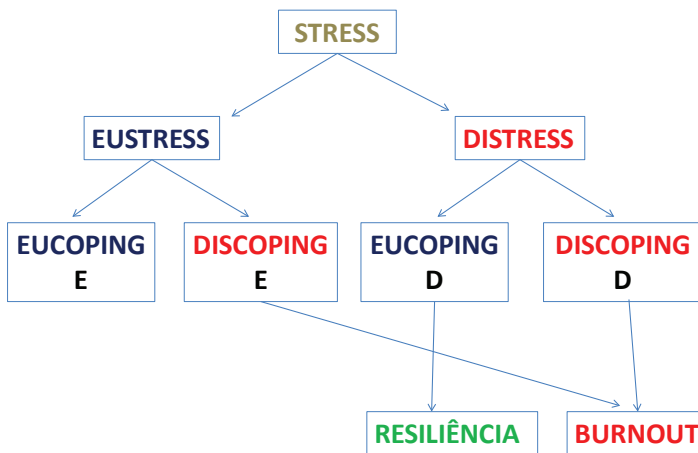 STRESS
EUSTRESS
DISTRESS
EUCOPING
E
DISCOPING
E
EUCOPING
D
DISCOPING
D
RESILIÊNCIA
BURNOUT